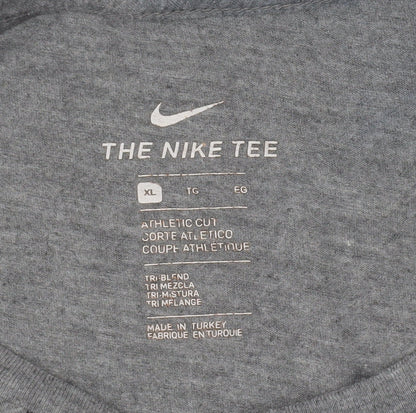 THE NIKE TEE
XL TG EG
ATHLETIC CUT
CORTE ATLETICO
COUPE ATHLÉTIQUE
TRI-BLEND
TRI MEZCLA
TRI-MISTURA
TRI MÉLANGE
MADE IN TURKEY
FABRIQUÉ EN TURQUIE